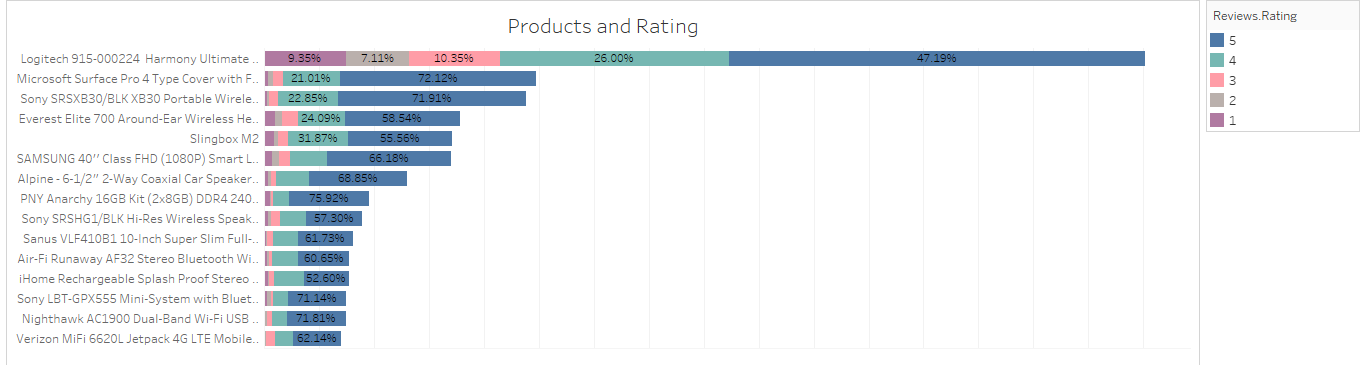 Products and Rating
Logitech 915-000224 Harmony Ultimate .. 9.35% 7.11% 10.35% 26.00% 47.19%
Microsoft Surface Pro 4 Type Cover with F.. 21.01% 72.12%
Sony SRSXB30/BLK XB30 Portable Wirele.. 22.85% 71.91%
Everest Elite 700 Around-Ear Wireless He.. 24.09% 58.54%
Slingbox M2 31.87% 55.56%
SAMSUNG 40” Class FHD (1080P) Smart L.. 66.18%
Alpine - 6-1/2” 2-Way Coaxial Car Speaker.. 68.85%
PNY Anarchy 16GB Kit (2x8GB) DDR4 240.. 75.92%
Sony SRSHG1/BLK Hi-Res Wireless Speak.. 57.30%
Sanus VLF410B1 10-Inch Super Slim Full-.. 61.73%
Air-Fi Runaway AF32 Stereo Bluetooth Wi.. 60.65%
iHome Rechargeable Splash Proof Stereo .. 52.60%
Sony LBT-GPX555 Mini-System with Bluet.. 71.14%
Nighthawk AC1900 Dual-Band Wi-Fi USB .. 71.81%
Verizon MiFi 6620L Jetpack 4G LTE Mobile.. 62.14%
Reviews.Rating
5
4
3
2
1